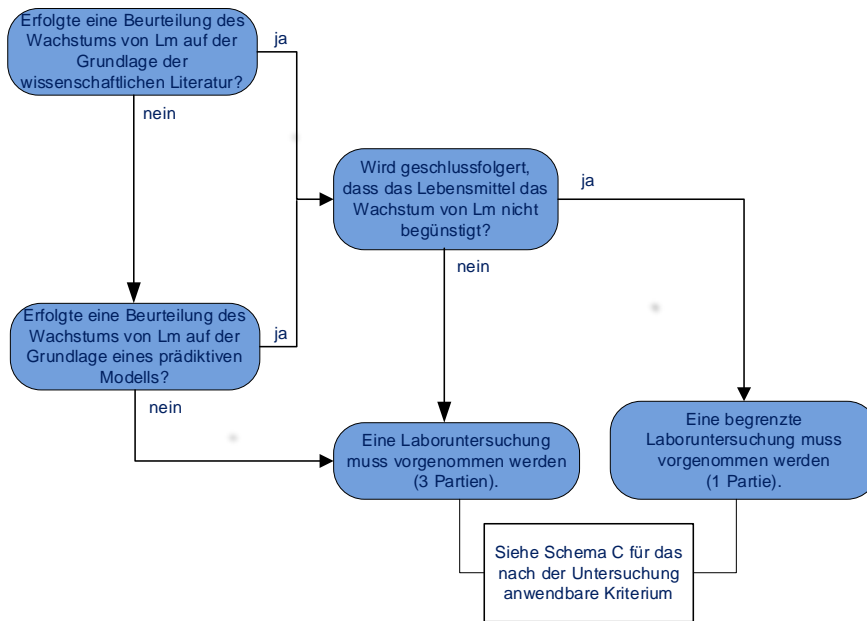 Erfolgte eine Beurteilung des
Wachstums von Lm auf der
Grundlage der
wissenschaftlichen Literatur?
ja
nein
Wird geschlussfolgert,
dass das Lebensmittel das
Wachstum von Lm nicht
begünstigt?
ja
nein
Erfolgte eine Beurteilung des
Wachstums von Lm auf der
Grundlage eines prädiktiven
Modells?
ja
nein
Eine Laboruntersuchung
muss vorgenommen werden
(3 Partien).
Eine begrenzte
Laboruntersuchung muss
vorgenommen werden
(1 Partie).
Siehe Schema C für das
nach der Untersuchung
anwendbare Kriterium